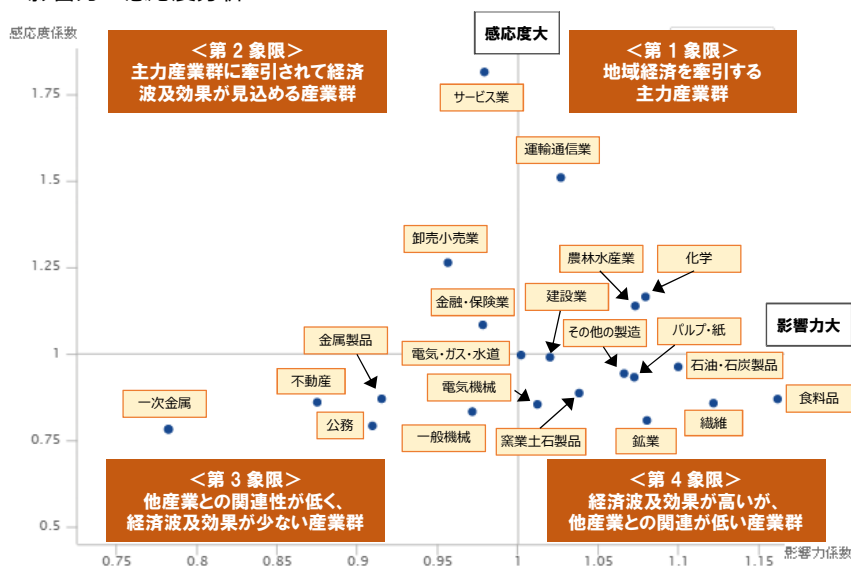 感応度係数
感応度大
＜第２象限＞
主力産業群に牽引されて経済
波及効果が見込める産業群
＜第１象限＞
地域経済を牽引する
主力産業群
1.75
サービス業
運輸通信業
1.5
卸売小売業
農林水産業
化学
1.25
金融・保険業
建設業
影響力大
金属製品
その他の製造
パルプ・紙
1
電気・ガス・水道
石油・石炭製品
不動産
電気機械
一次金属
食料品
公務
一般機械
窯業土石製品
鉱業
繊維
0.75
＜第３象限＞
他産業との関連性が低く、
経済波及効果が少ない産業群
＜第４象限＞
経済波及効果が高いが、
他産業との関連が低い産業群
0.5
影響力係数
0.75 0.8 0.85 0.9 0.95 1 1.05 1.1 1.15